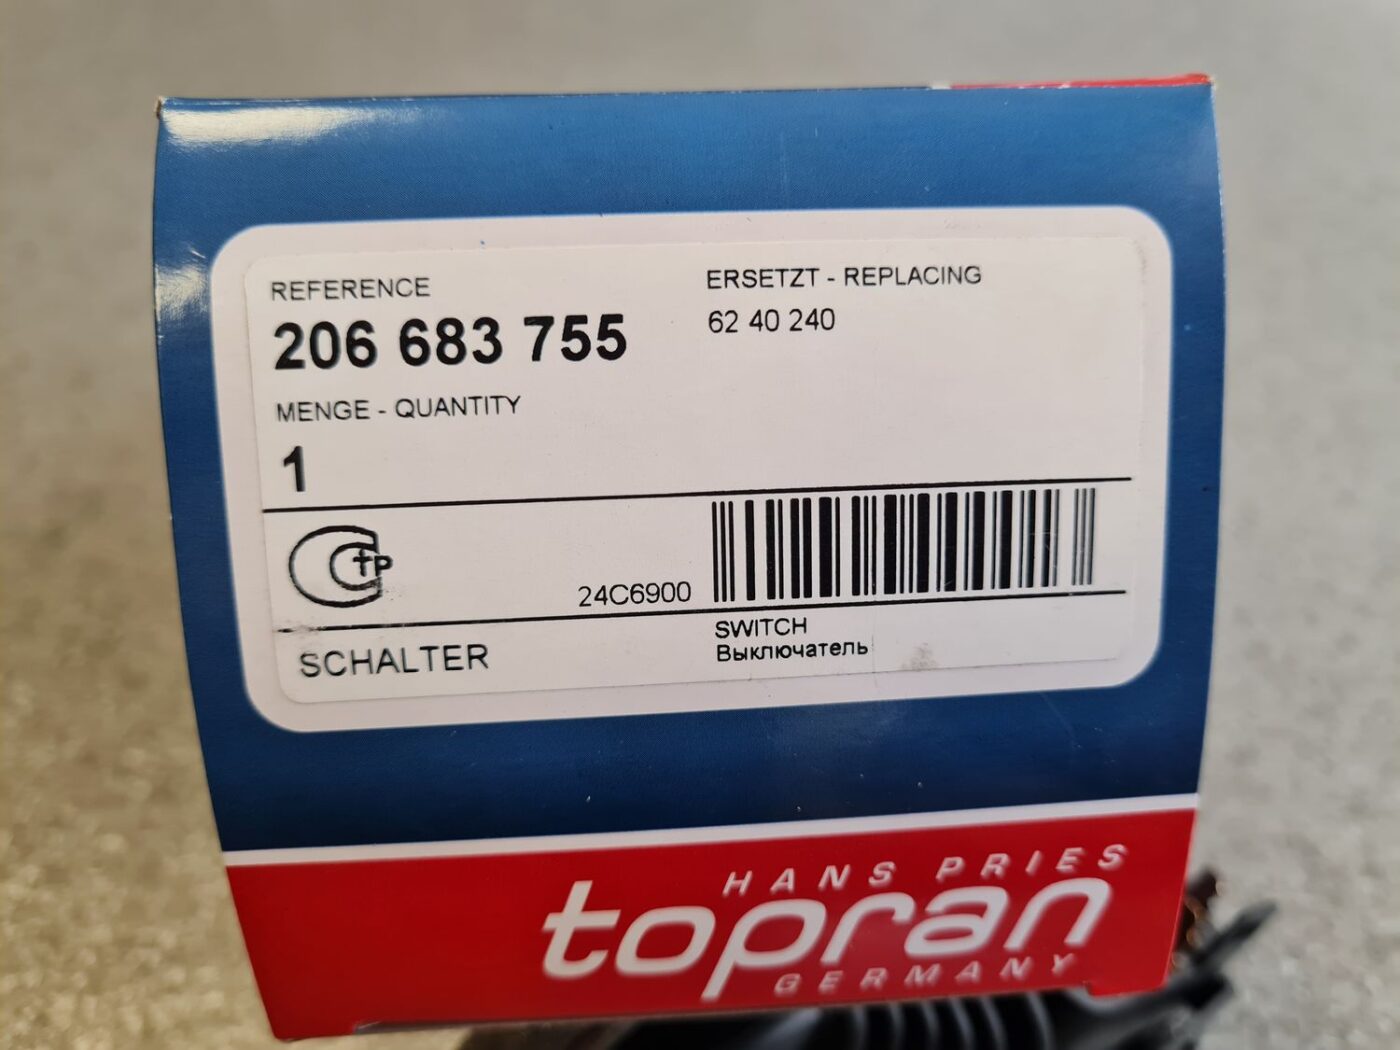 REFERENCE
206 683 755
ERSETZT - REPLACING
62 40 240
MENGE - QUANTITY
1
tP
24C6900
SCHALTER
SWITCH
Выключатель
HANS PRIES
topran
GERMANY